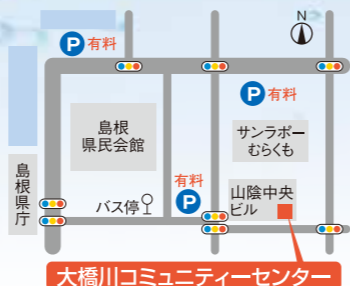 N
P 有料
P 有料
島根
県民会館
サンラポー
むらくも
島根県庁
有料
P
バス停
山陰中央
ビル
大橋川コミュニティーセンター